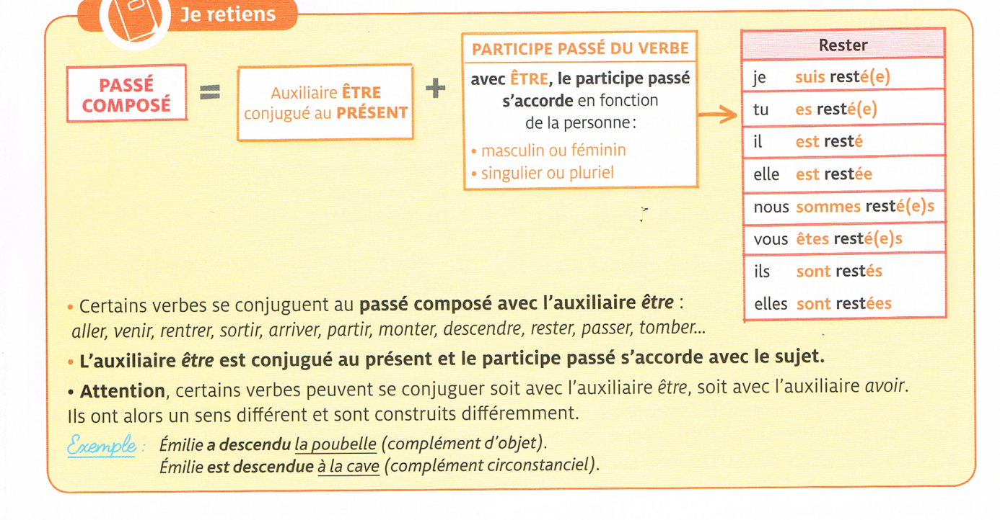 Je retiens
PASSÉ
COMPOSÉ
=
Auxiliaire ÊTRE
conjugué au PRÉSENT
+
PARTICIPE PASSÉ DU VERBE
avec ÊTRE, le participe passé
s'accorde en fonction
de la personne :
• masculin ou féminin
• singulier ou pluriel
Rester
je suis resté(e)
tu es resté(e)
il est resté
elle est restée
nous sommes resté(e)s
vous êtes resté(e)s
ils sont restés
elles sont restées
• Certains verbes se conjuguent au passé composé avec l'auxiliaire être :
aller, venir, rentrer, sortir, arriver, partir, monter, descendre, rester, passer, tomber...
• L'auxiliaire être est conjugué au présent et le participe passé s'accorde avec le sujet.
• Attention, certains verbes peuvent se conjuguer soit avec l'auxiliaire être, soit avec l'auxiliaire avoir.
Ils ont alors un sens différent et sont construits différemment.
Exemple : Émilie a descendu la poubelle (complément d'objet).
Émilie est descendue à la cave (complément circonstanciel).